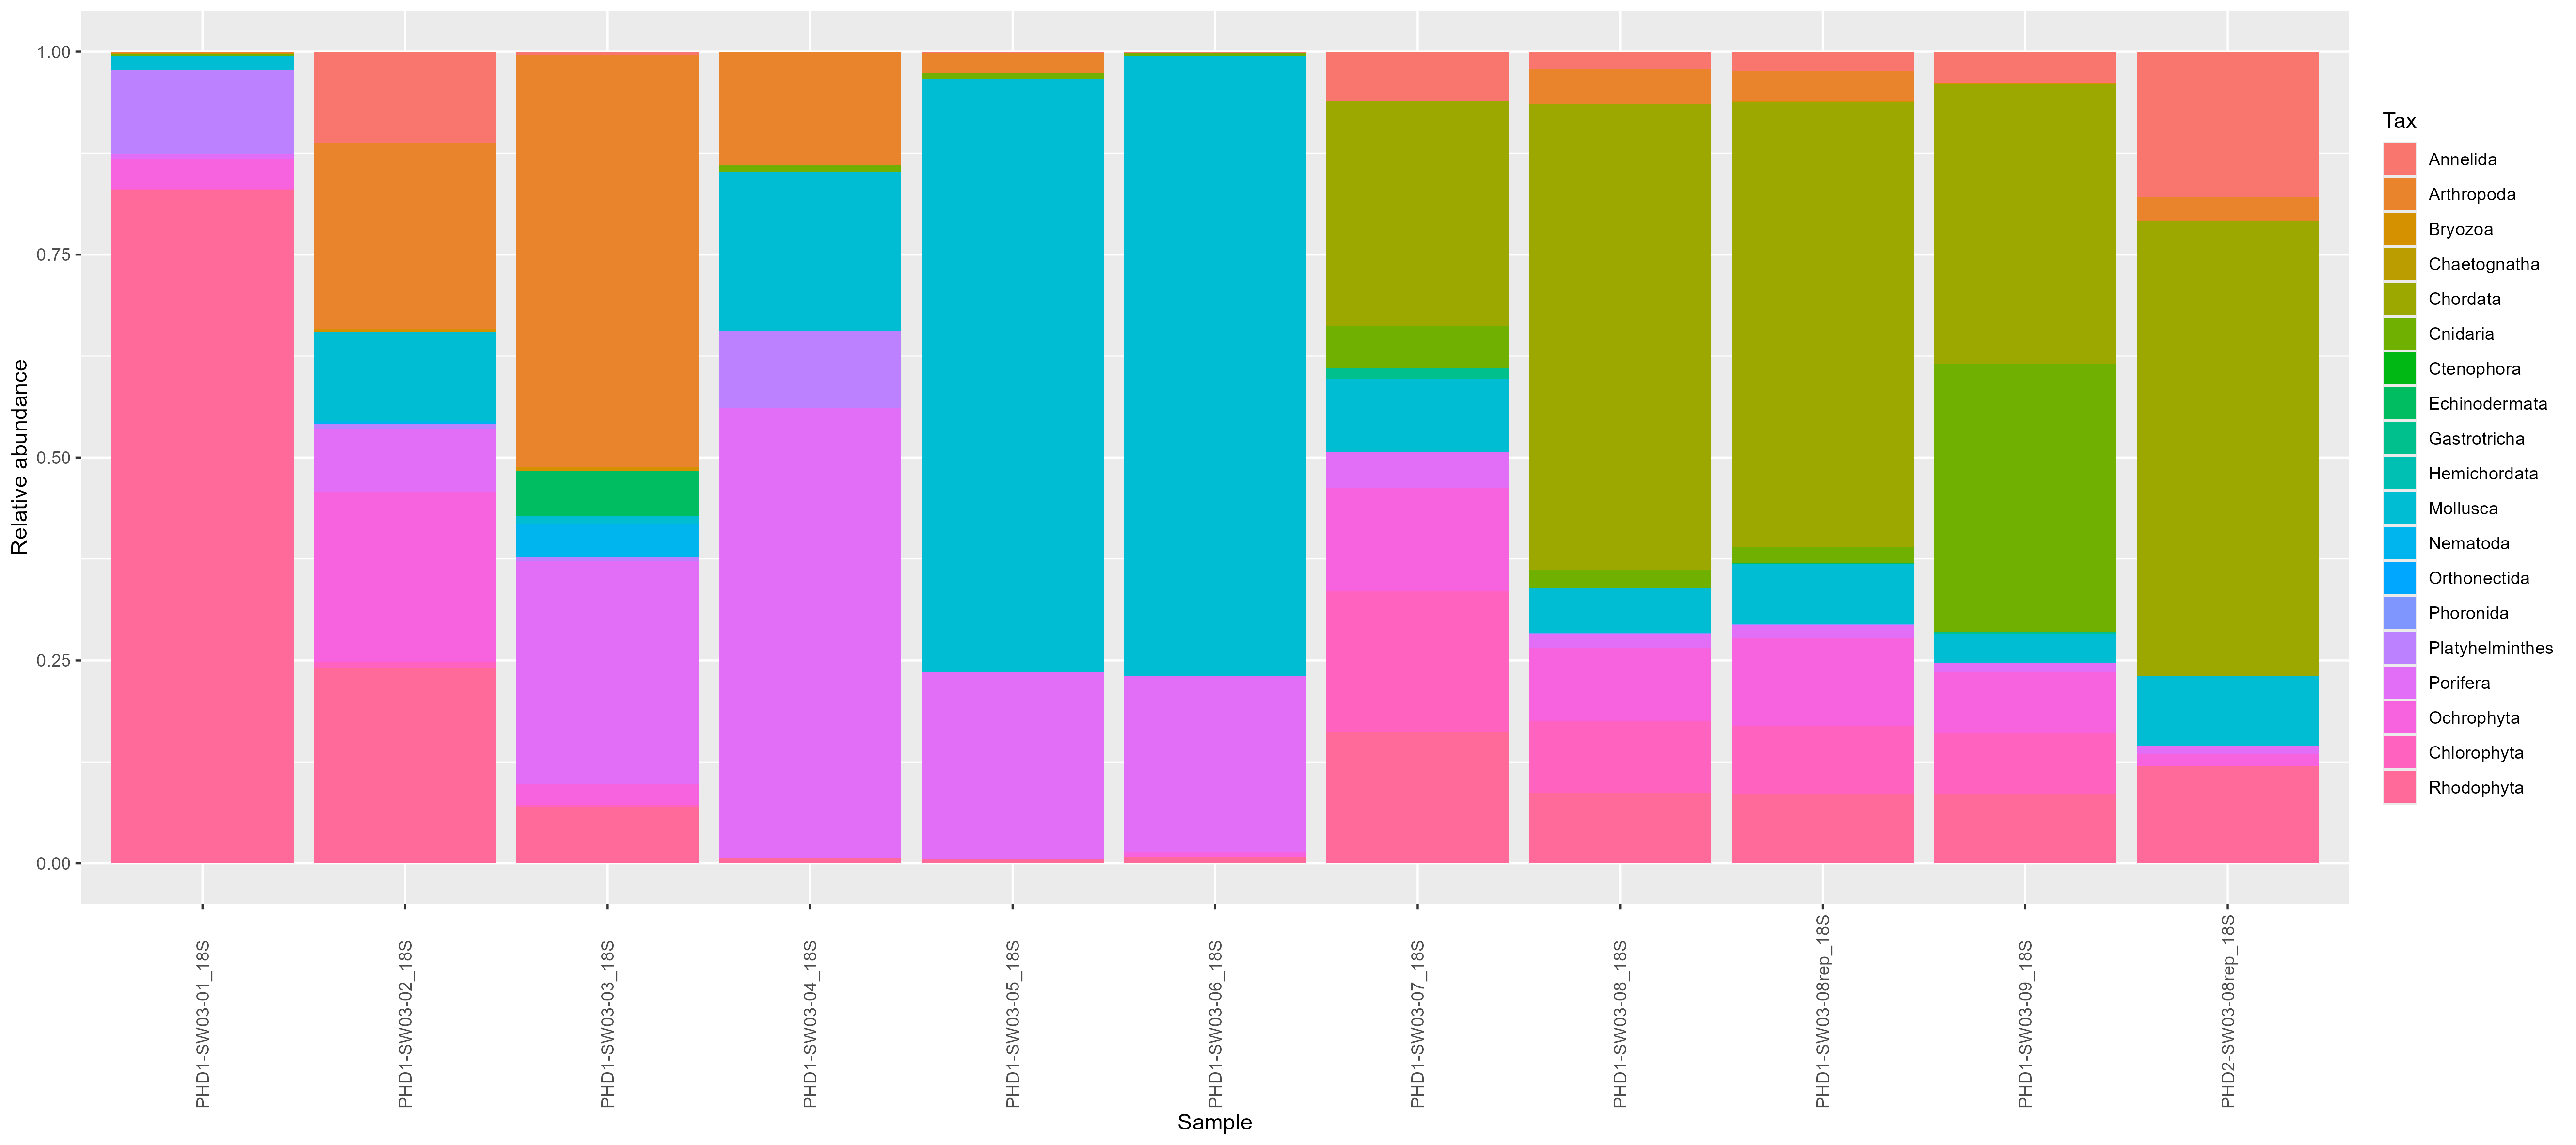 Relative abundance
1.00
0.75
0.50
0.25
0.00
PHD1-SW03-01_18S
PHD1-SW03-02_18S
PHD1-SW03-03_18S
PHD1-SW03-04_18S
PHD1-SW03-05_18S
PHD1-SW03-06_18S
PHD1-SW03-07_18S
PHD1-SW03-08_18S
PHD1-SW03-08rep_18S
PHD1-SW03-09_18S
PHD2-SW03-08rep_18S
Sample
Tax
Annelida
Arthropoda
Bryozoa
Chaetognatha
Chordata
Cnidaria
Ctenophora
Echinodermata
Gastrotricha
Hemichordata
Mollusca
Nematoda
Orthonectida
Phoronida
Platyhelminthes
Porifera
Ochrophyta
Chlorophyta
Rhodophyta